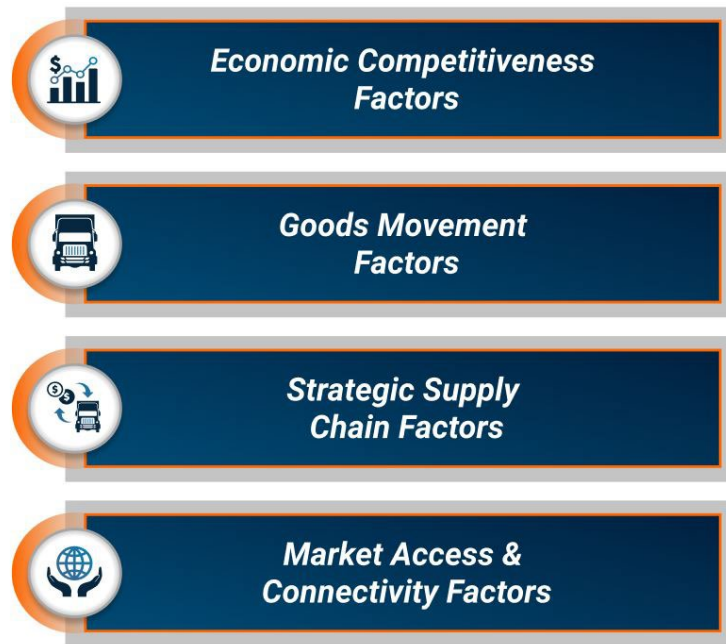 $
Economic Competitiveness
Factors
Goods Movement
Factors
$
$
Strategic Supply
Chain Factors
Market Access &
Connectivity Factors